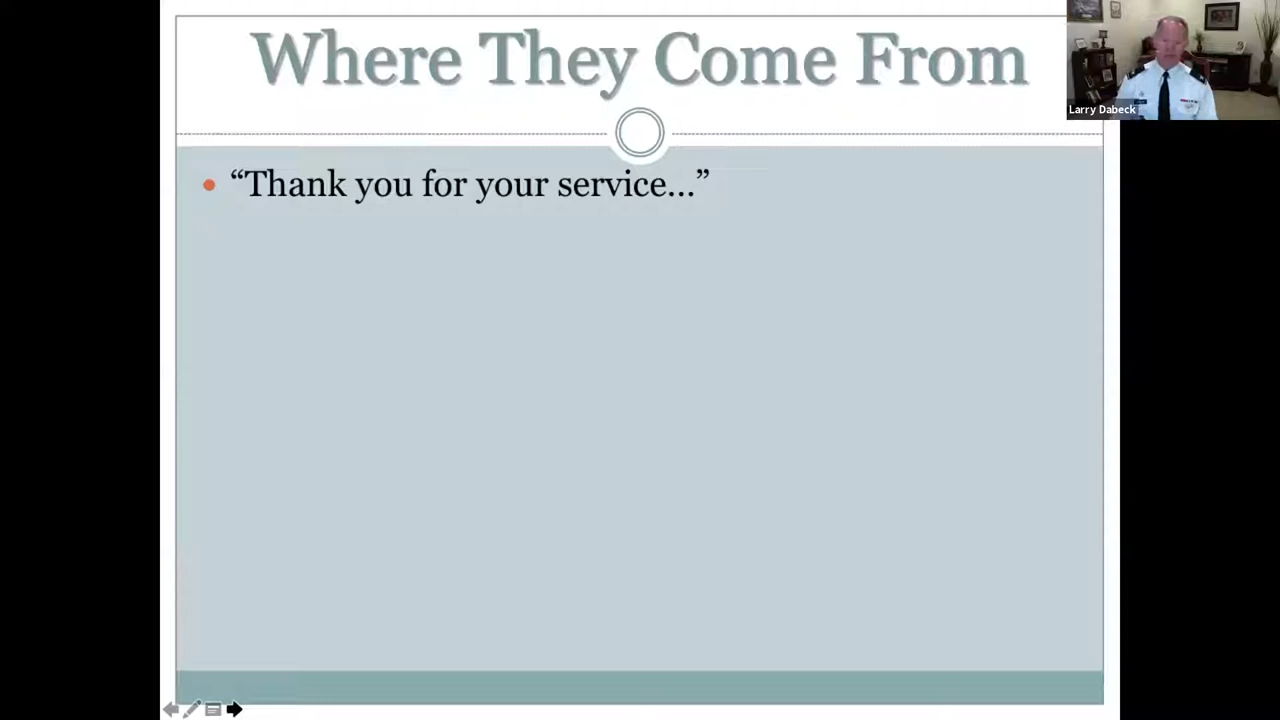 Where They Come From
Larry Dabeck
• “Thank you for your service...”